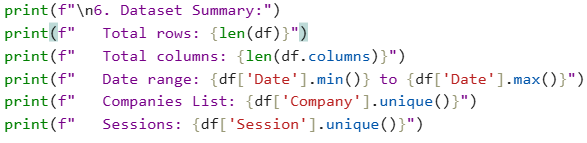 print(f"\n6. Dataset Summary:")
print(f"   Total rows: {len(df)}")
print(f"   Total columns: {len(df.columns)}")
print(f"   Date range: {df['Date'].min()} to {df['Date'].max()}")
print(f"   Companies List: {df['Company'].unique()}")
print(f"   Sessions: {df['Session'].unique()}")